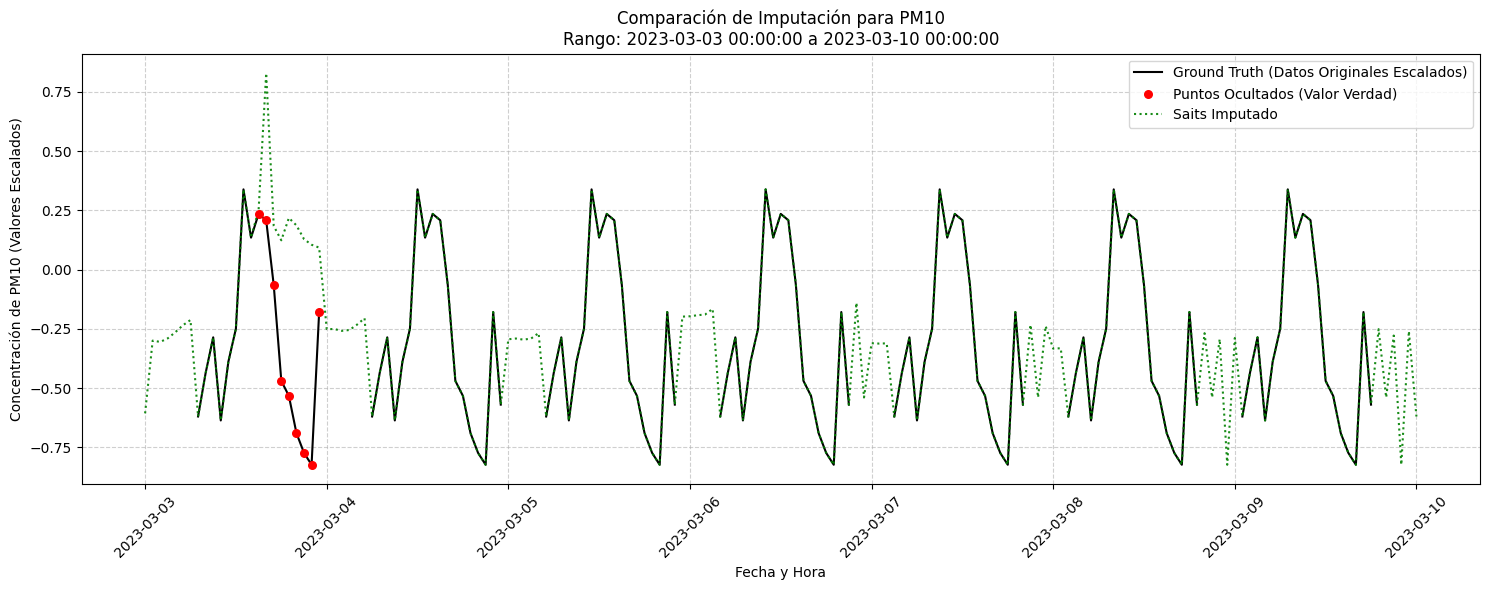 Comparación de Imputación para PM10
Rango: 2023-03-03 00:00:00 a 2023-03-10 00:00:00
Ground Truth (Datos Originales Escalados)
Puntos Ocultados (Valor Verdad)
Saits Imputado
Concentración de PM10 (Valores Escalados)
0.75
0.50
0.25
0.00
−0.25
−0.50
−0.75
2023-03-03
2023-03-04
2023-03-05
2023-03-06
2023-03-07
2023-03-08
2023-03-09
2023-03-10
Fecha y Hora